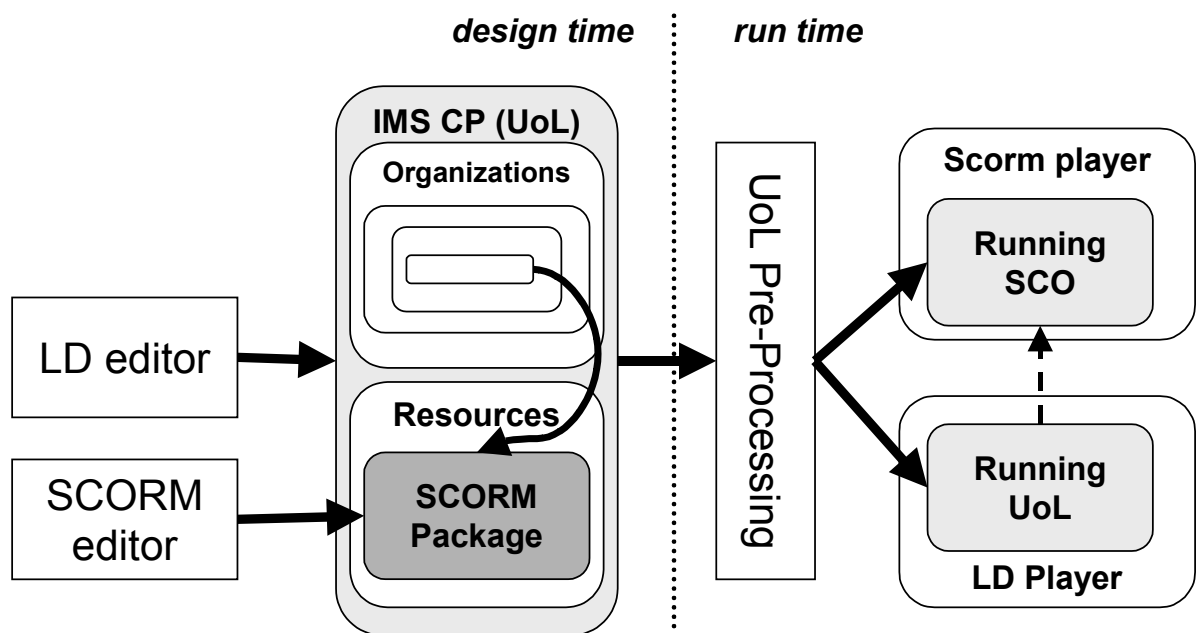 design time
run time
IMS CP (UoL)
Organizations
LD editor
SCORM
editor
Resources
SCORM
Package
UoL Pre-Processing
Scorm player
Running
SCO
Running
UoL
LD Player